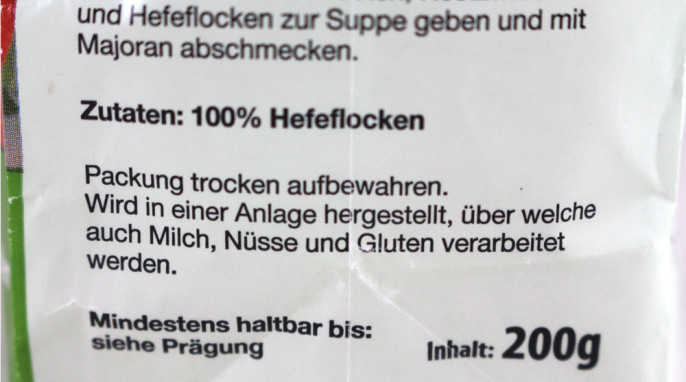 und Hefeflocken zur Suppe geben und mit
Majoran abschmecken.
Zutaten: 100% Hefeflocken
Packung trocken aufbewahren.
Wird in einer Anlage hergestellt, über welche
auch Milch, Nüsse und Gluten verarbeitet
werden.
Mindestens haltbar bis:
siehe Prägung
Inhalt: 200g